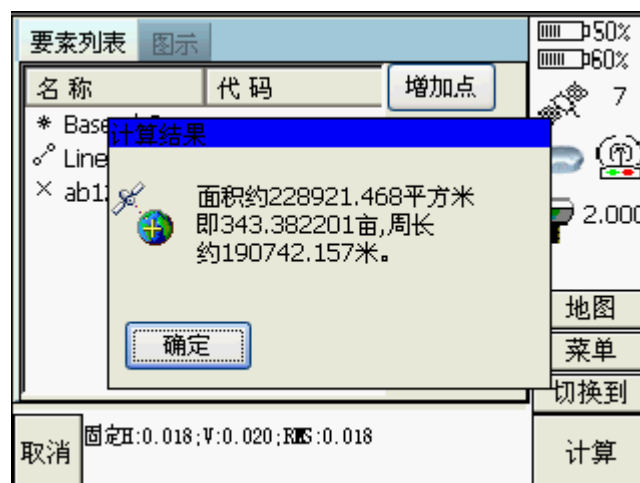 要素列表 图示
50%
60%
名 称 代 码 增加点
7
* Base
Line
ab1
计算结果
面积约228921.468平方米
即343.382201亩,周长
约190742.157米。
2.000
确定
地图
菜单
切换到
取消
固定H:0.018;V:0.020;RMS:0.018
计算